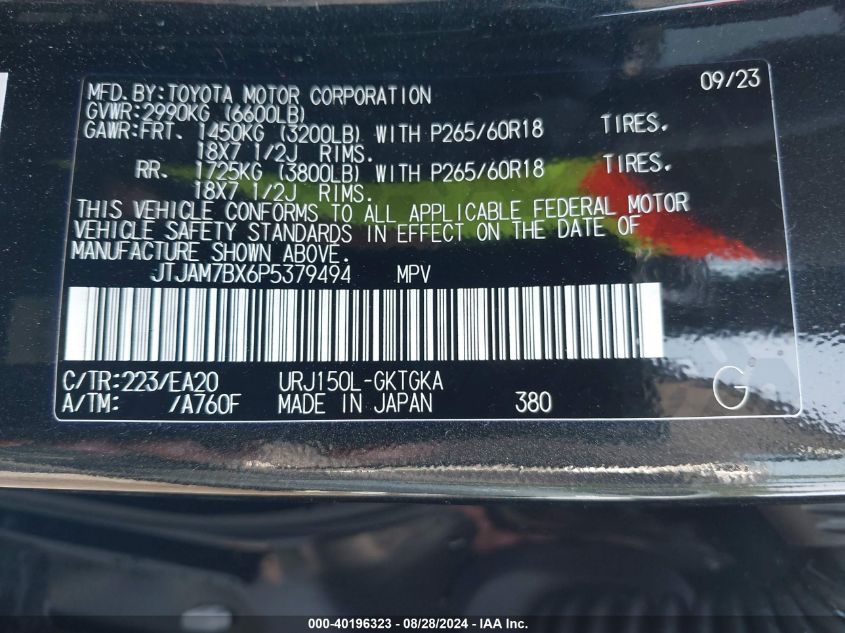 MFD. BY: TOYOTA MOTOR CORPORATION 09/23
GVWR: 2990KG (6600LB)
GAWR: FRT. 1450KG (3200LB) WITH P265/60R18 TIRES.
18X7 1/2J RIMS.
RR. 1725KG (3800LB) WITH P265/60R18 TIRES.
18X7 1/2J RIMS.
THIS VEHICLE CONFORMS TO ALL APPLICABLE FEDERAL MOTOR
VEHICLE SAFETY STANDARDS IN EFFECT ON THE DATE OF
MANUFACTURE SHOWN ABOVE.
JTJAM7BX6P5379494 MPV
C/TR: 223/EA20 URJ150L-GKTGKA
A/TM: /A760F MADE IN JAPAN 380 G
000-40196323 - 08/28/2024 - IAA Inc.